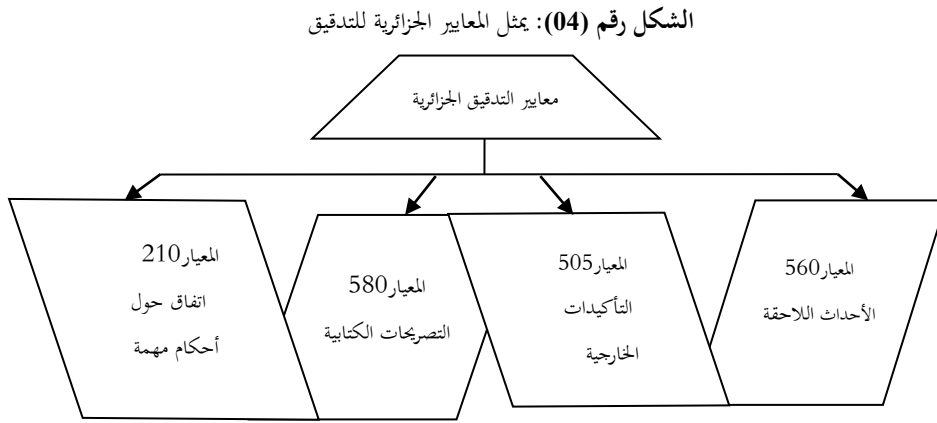 الشكل رقم (04): يمثل المعايير الجزائرية للتدقيق
معايير التدقيق الجزائرية
المعيار560
الأحداث اللاحقة
المعيار505
التأكيدات
الخارجية
المعيار580
التصريحات الكتابية
المعيار210
اتفاق حول
أحكام مهمة